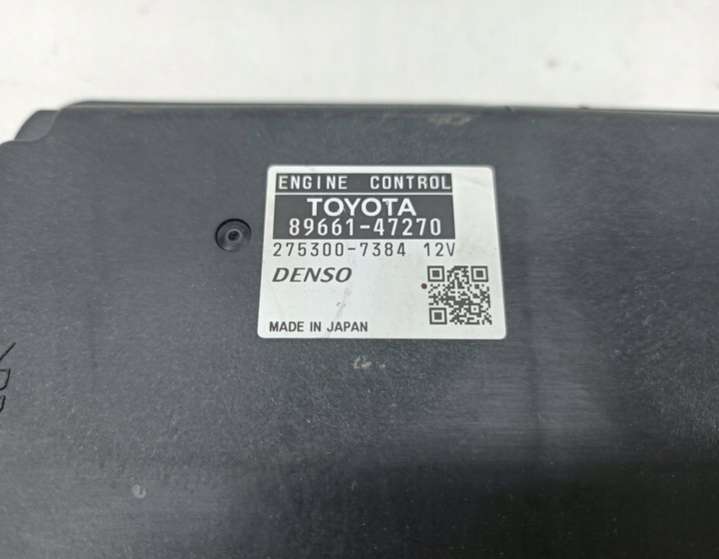 ENGINE CONTROL
TOYOTA
89661-47270
275300-7384 12V
DENSO
MADE IN JAPAN